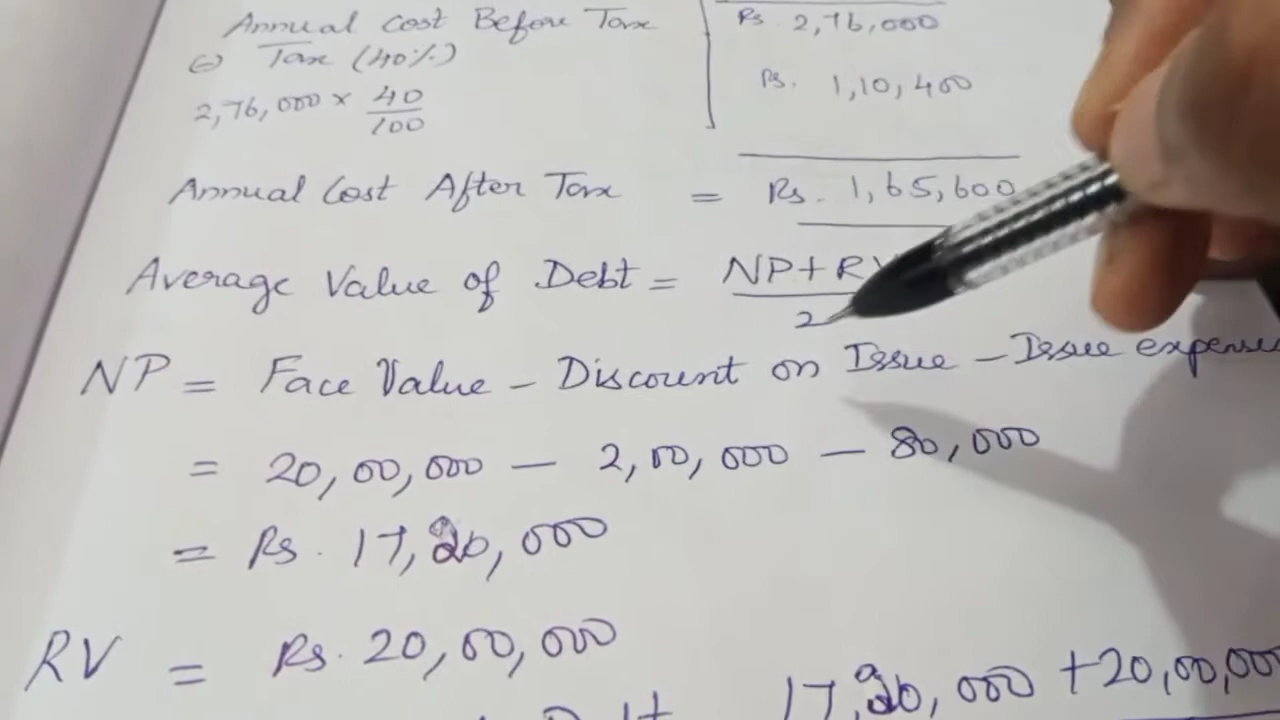 Annual Cost Before Tax Rs. 2,76,000
(-) Tax (40%) Rs. 1,10,400
2,76,000 × 40/100
Annual Cost After Tax = Rs. 1,65,600
Average Value of Debt = NP+RV
2
NP = Face Value - Discount on Issue - Issue expense
= 20,00,000 - 2,00,000 - 80,000
= Rs. 17,20,000
RV = Rs. 20,00,000
17,20,000 + 20,00,000